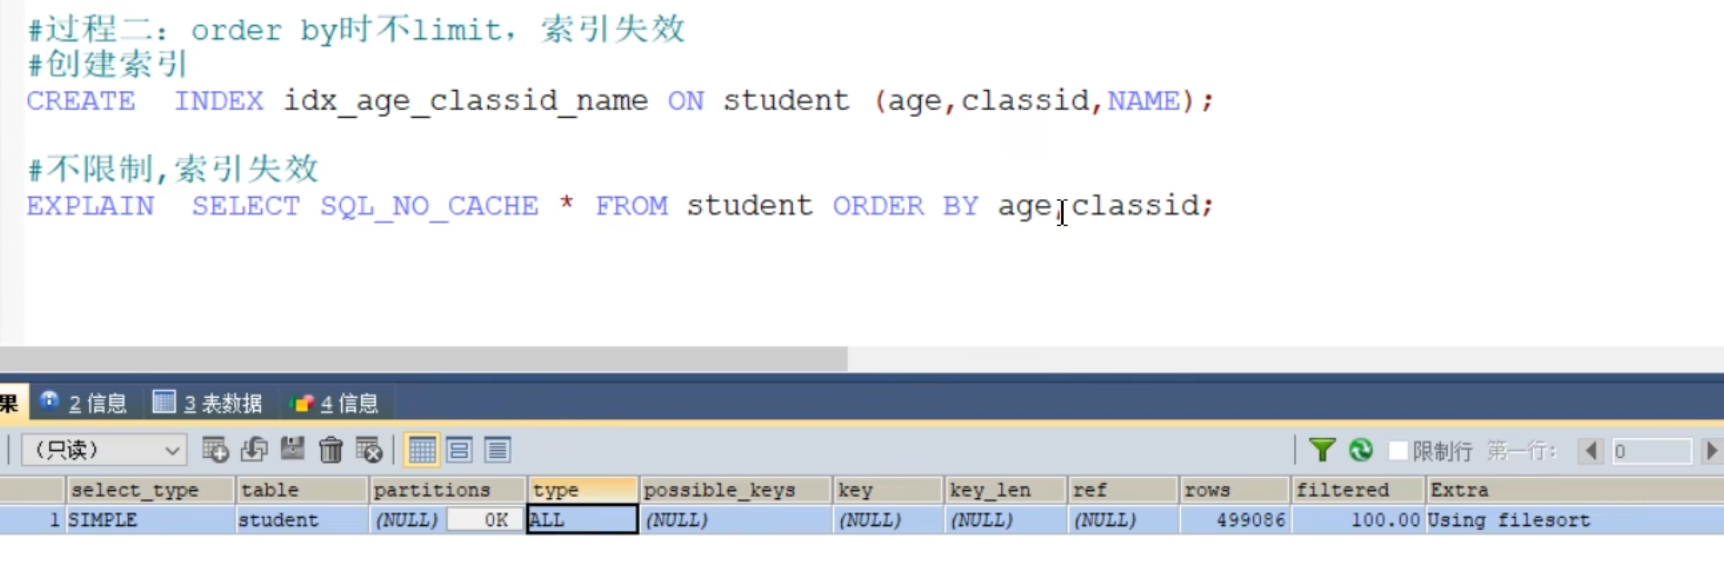 #过程二: order by时不limit，索引失效
#创建索引
CREATE  INDEX idx_age_classid_name ON student (age,classid,NAME);
#不限制,索引失效
EXPLAIN  SELECT SQL_NO_CACHE * FROM student ORDER BY age,classid;
果 2 信息 3 表数据 4 信息
（只读） 限制行 第一行: 0
select_type table partitions type possible_keys key key_len ref rows filtered Extra
1 SIMPLE student (NULL) 0K ALL (NULL) (NULL) (NULL) (NULL) 499086 100.00 Using filesort